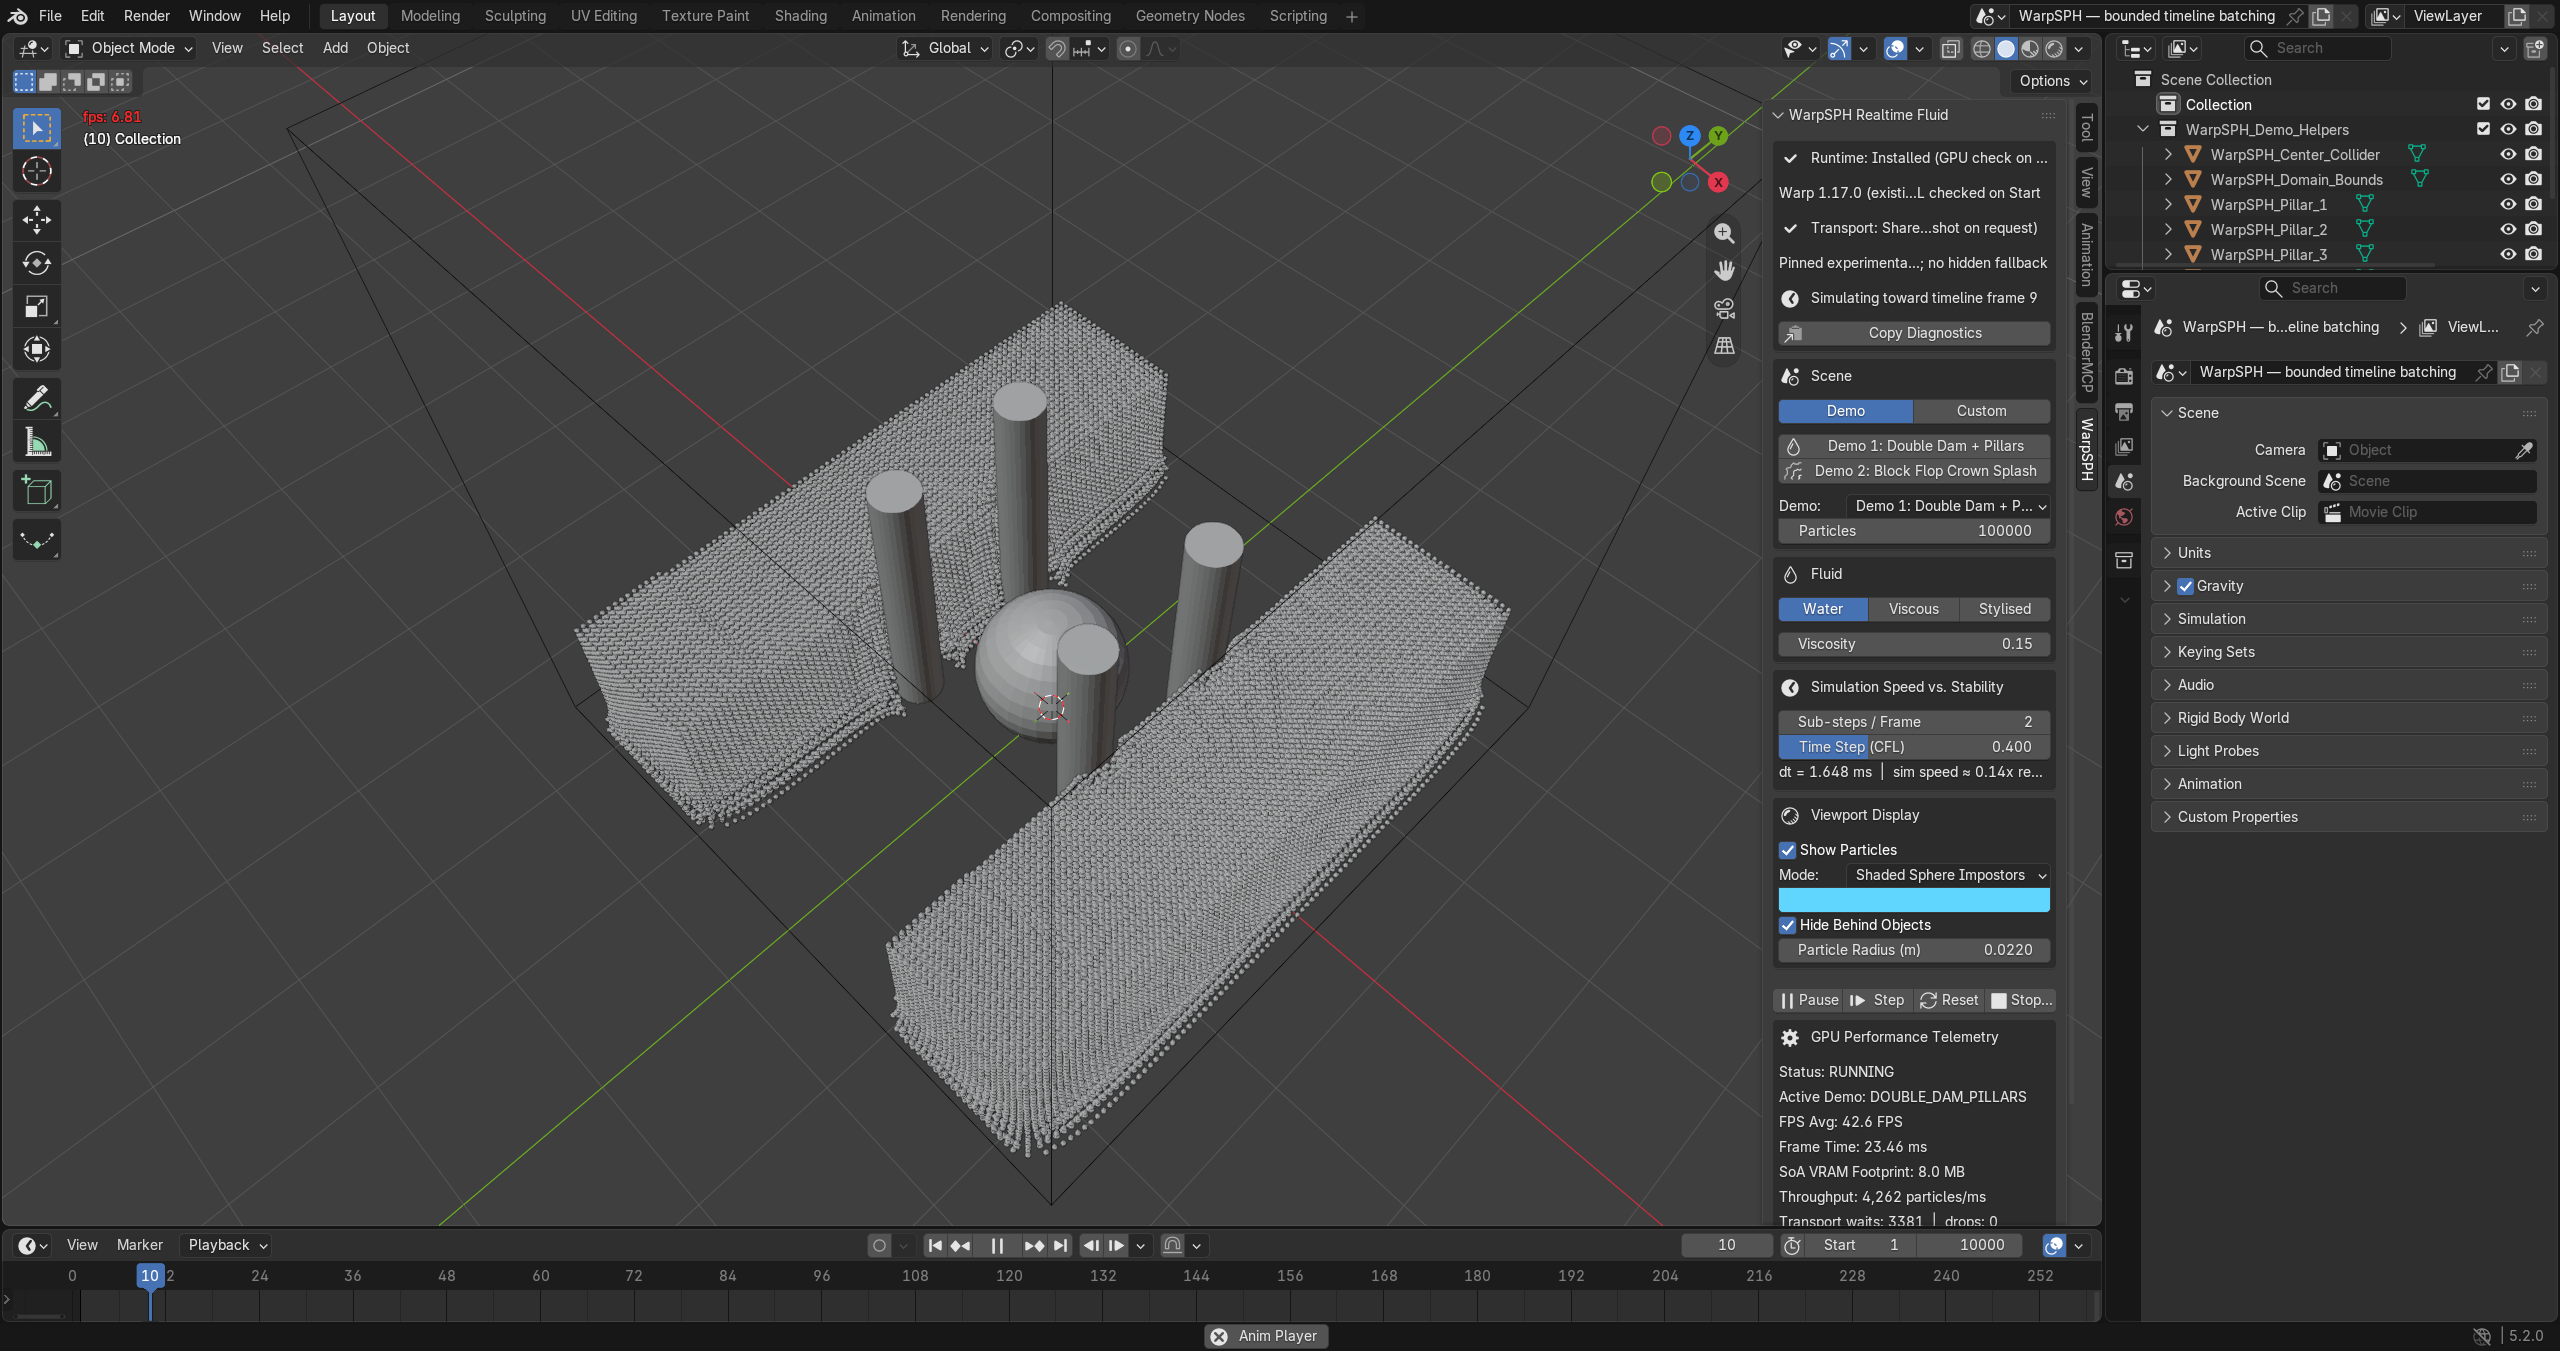 File Edit Render Window Help Layout Modeling Sculpting UV Editing Texture Paint Shading Animation Rendering Compositing Geometry Nodes Scripting + WarpSPH — bounded timeline batching ViewLayer
Object Mode View Select Add Object Global Search
Options
fps: 6.81
(10) Collection
Z Y X
WarpSPH Realtime Fluid
Runtime: Installed (GPU check on ...
Warp 1.17.0 (existi...L checked on Start
Transport: Share...shot on request)
Pinned experimenta...; no hidden fallback
Simulating toward timeline frame 9
Copy Diagnostics
Scene
Demo Custom
Demo 1: Double Dam + Pillars
Demo 2: Block Flop Crown Splash
Demo: Demo 1: Double Dam + P...
Particles 100000
Fluid
Water Viscous Stylised
Viscosity 0.15
Simulation Speed vs. Stability
Sub-steps / Frame 2
Time Step (CFL) 0.400
dt = 1.648 ms | sim speed ≈ 0.14x re...
Viewport Display
Show Particles
Mode: Shaded Sphere Impostors
Hide Behind Objects
Particle Radius (m) 0.0220
Pause Step Reset Stop...
GPU Performance Telemetry
Status: RUNNING
Active Demo: DOUBLE_DAM_PILLARS
FPS Avg: 42.6 FPS
Frame Time: 23.46 ms
SoA VRAM Footprint: 8.0 MB
Throughput: 4,262 particles/ms
Transport waits: 3381 | drops: 0
Tool
View
Animation
BlenderMCP
WarpSPH
Scene Collection
Collection
WarpSPH_Demo_Helpers
WarpSPH_Center_Collider
WarpSPH_Domain_Bounds
WarpSPH_Pillar_1
WarpSPH_Pillar_2
WarpSPH_Pillar_3
Search
WarpSPH — b...eline batching ViewL...
WarpSPH — bounded timeline batching
Scene
Camera Object
Background Scene Scene
Active Clip Movie Clip
Units
Gravity
Simulation
Keying Sets
Audio
Rigid Body World
Light Probes
Animation
Custom Properties
View Marker Playback 10 Start 1 10000
0 10 2 24 36 48 60 72 84 96 108 120 132 144 156 168 180 192 204 216 228 240 252
Anim Player
5.2.0